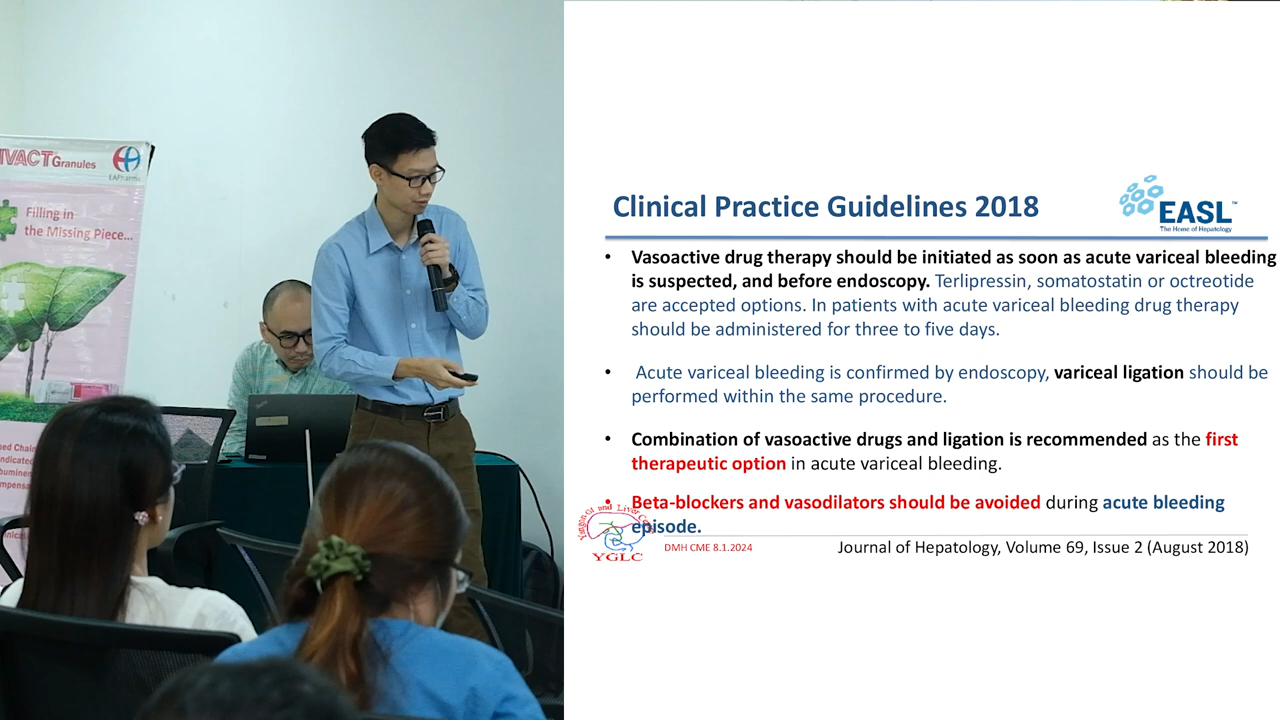 IVACT Granules
EAPharma
Filling in
the Missing Piece...
Clinical Practice Guidelines 2018
EASL™
The Home of Hepatology
• Vasoactive drug therapy should be initiated as soon as acute variceal bleeding
is suspected, and before endoscopy. Terlipressin, somatostatin or octreotide
are accepted options. In patients with acute variceal bleeding drug therapy
should be administered for three to five days.
• Acute variceal bleeding is confirmed by endoscopy, variceal ligation should be
performed within the same procedure.
• Combination of vasoactive drugs and ligation is recommended as the first
therapeutic option in acute variceal bleeding.
• Beta-blockers and vasodilators should be avoided during acute bleeding
episode.
YGLC
DMH CME 8.1.2024
Journal of Hepatology, Volume 69, Issue 2 (August 2018)